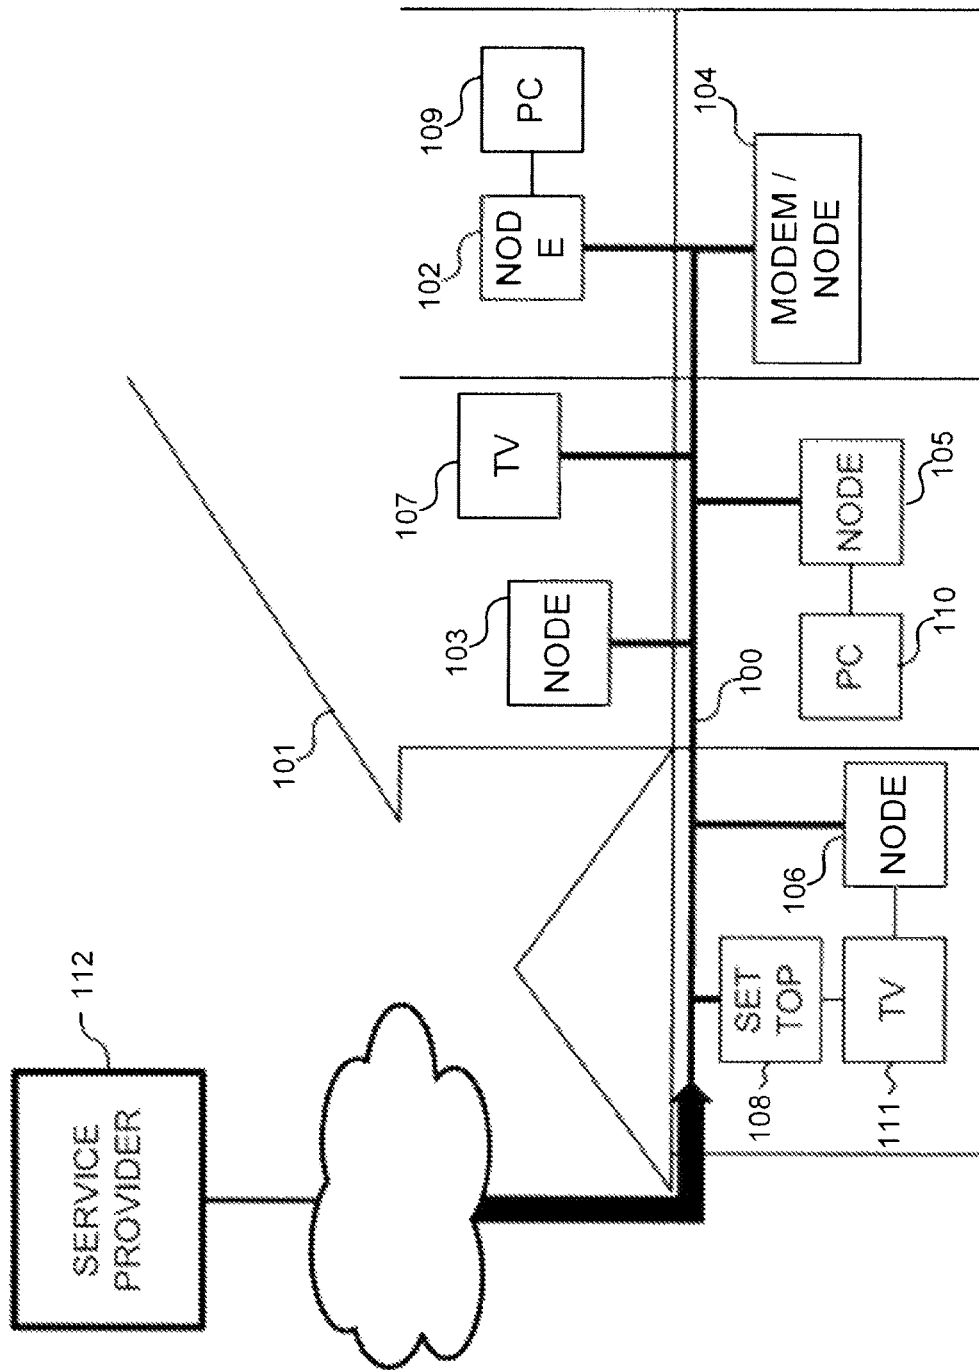 SERVICE
PROVIDER
112
101
109
PC
102
NOD
E
107
TV
103
NODE
104
MODEM /
NODE
100
105
NODE
110
PC
106
NODE
108
SET
TOP
111
TV